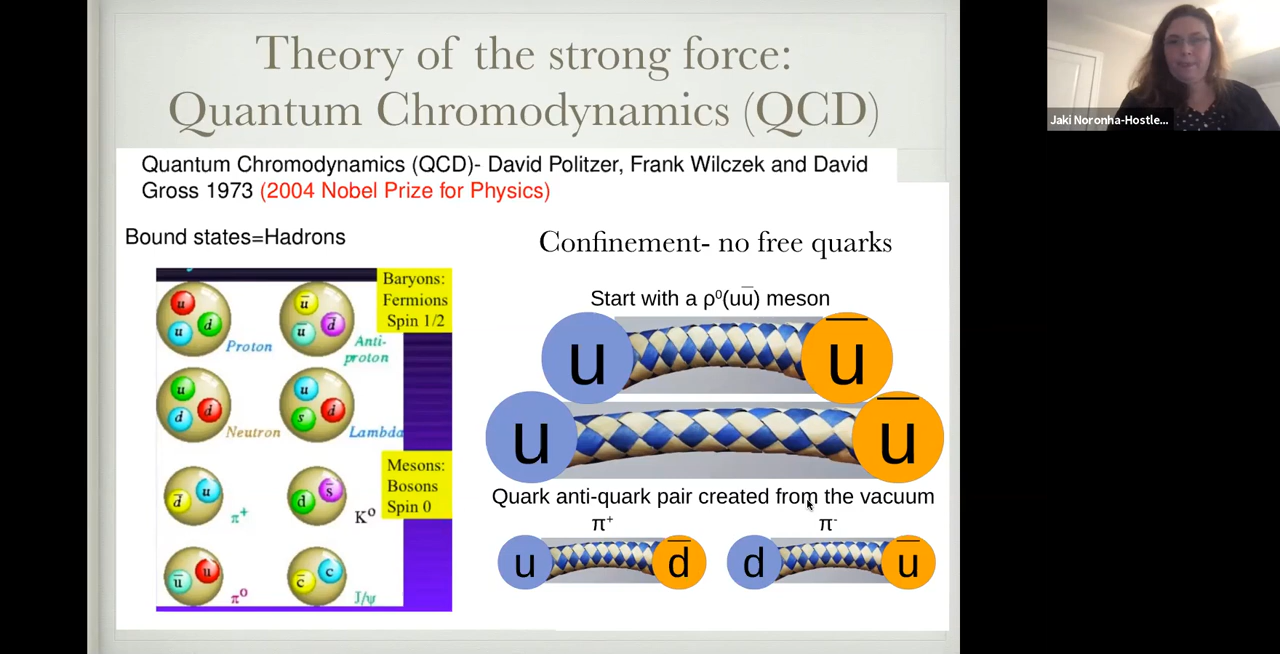 Theory of the strong force:
Quantum Chromodynamics (QCD)
Jaki Noronha-Hostle...
Quantum Chromodynamics (QCD)- David Politzer, Frank Wilczek and David
Gross 1973 (2004 Nobel Prize for Physics)
Bound states=Hadrons
Baryons:
Fermions
Spin 1/2
u
u d
Proton
u̅
u̅ d̅
Anti-
proton
u
d d
Neutron
u
s d
Lambda
Mesons:
Bosons
Spin 0
d̅ u
π⁺
d s̅
K⁰
u̅ u
π⁰
c̅ c
J/ψ
Confinement- no free quarks
Start with a ρ⁰(uu̅) meson
u u̅
u u̅
Quark anti-quark pair created from the vacuum
π⁺ π⁻
u d̅ d u̅